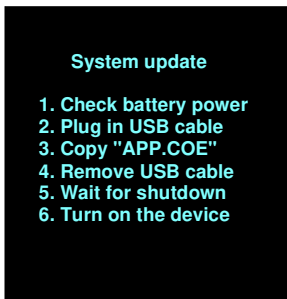 System update
1. Check battery power
2. Plug in USB cable
3. Copy "APP.COE"
4. Remove USB cable
5. Wait for shutdown
6. Turn on the device